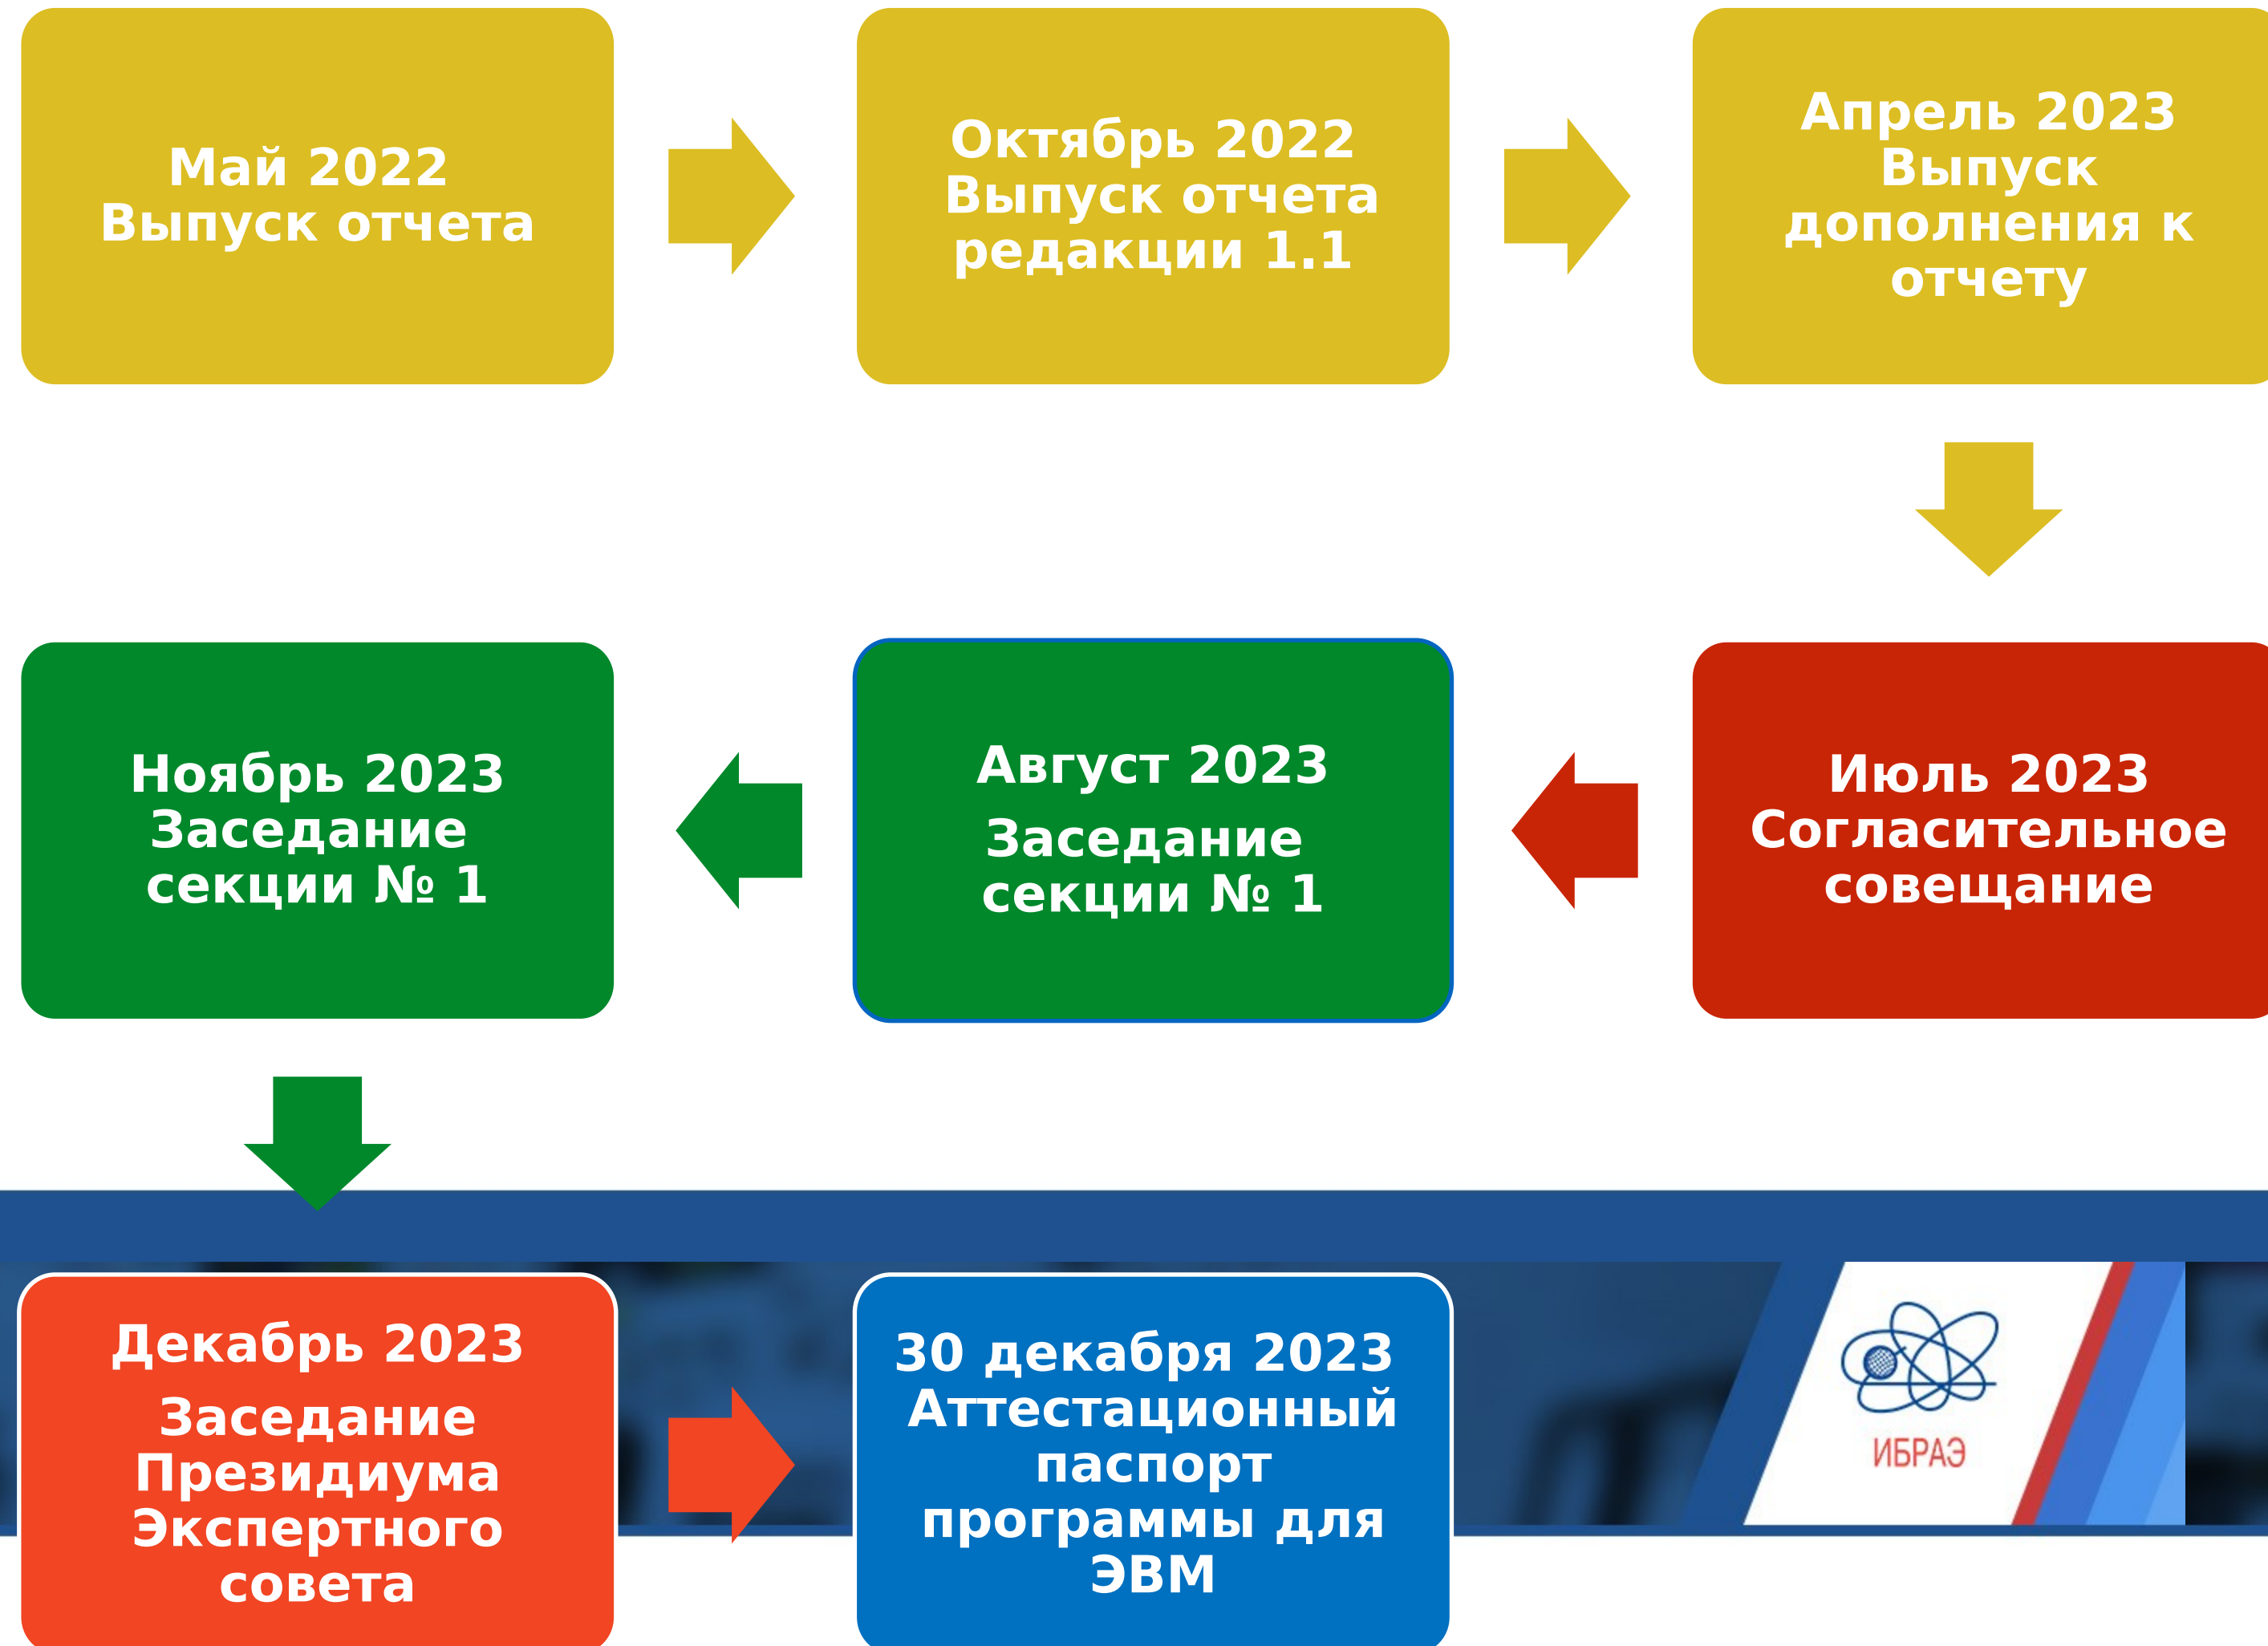 Май 2022
Выпуск отчета
Октябрь 2022
Выпуск отчета
редакции 1.1
Апрель 2023
Выпуск
дополнения к
отчету
Июль 2023
Согласительное
совещание
Август 2023
Заседание
секции № 1
Ноябрь 2023
Заседание
секции № 1
Декабрь 2023
Заседание
Президиума
Экспертного
совета
30 декабря 2023
Аттестационный
паспорт
программы для
ЭВМ
ИБРАЭ